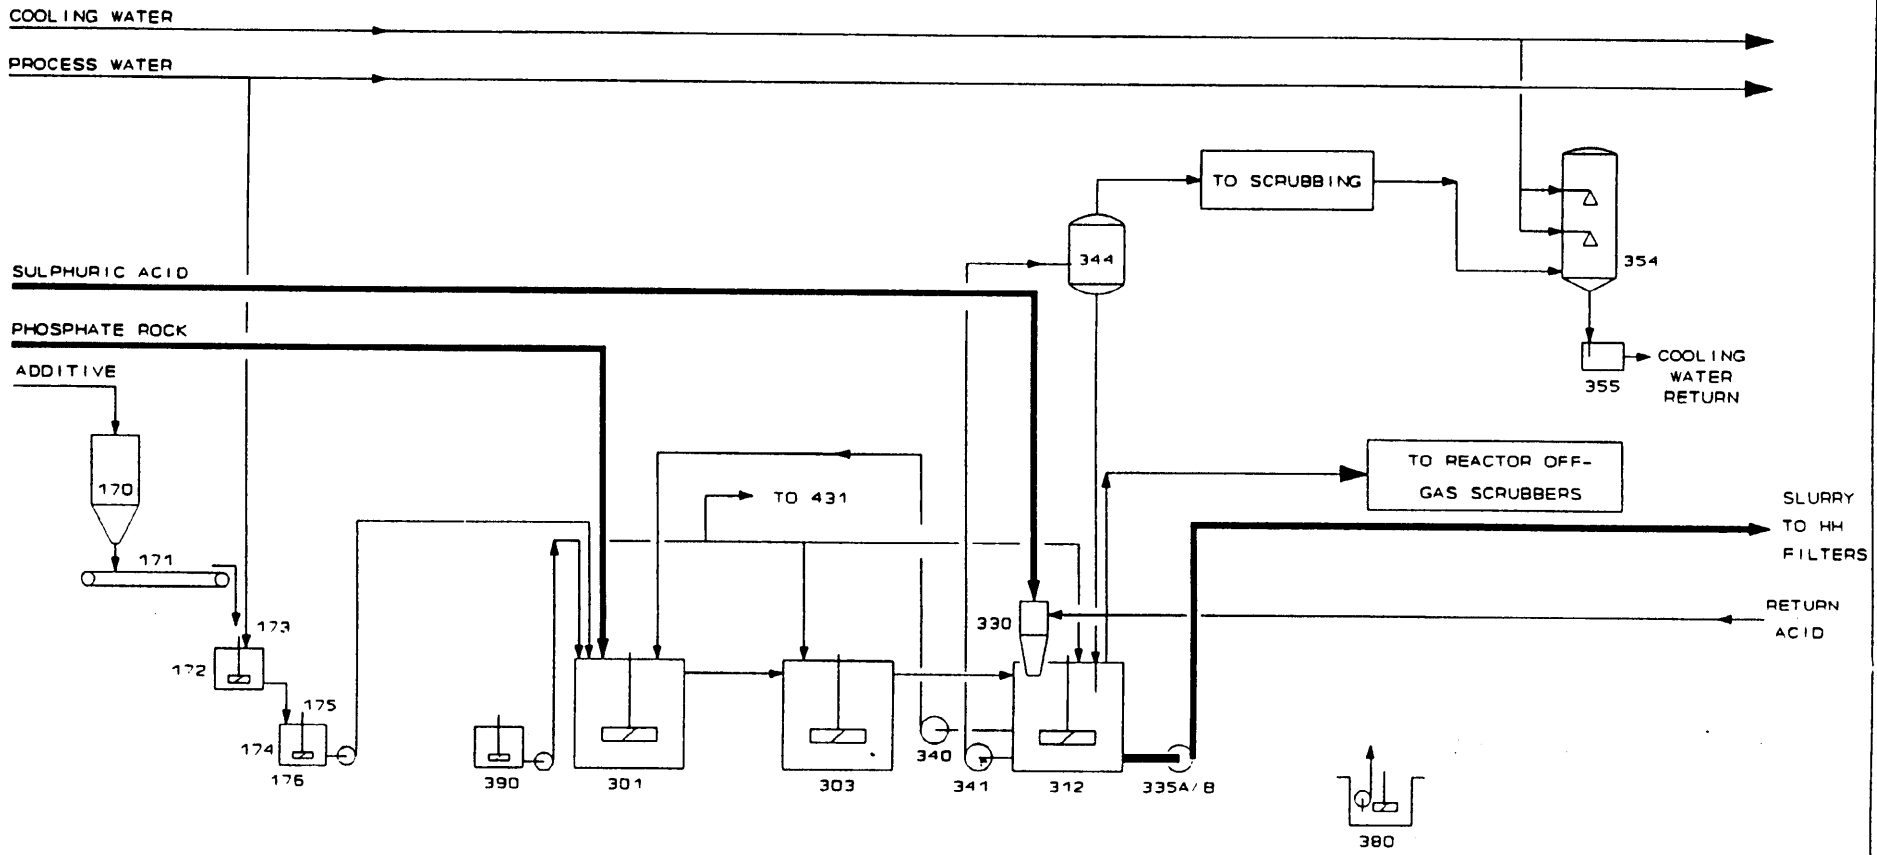 COOLING WATER
PROCESS WATER
TO SCRUBBING
344
354
SULPHURIC ACID
PHOSPHATE ROCK
ADDITIVE
355
COOLING
WATER
RETURN
170
171
TO 431
TO REACTOR OFF-
GAS SCRUBBERS
SLURRY
TO HH
FILTERS
RETURN
ACID
330
173
172
175
174
176
390
301
303
340
341
312
335A/B
380